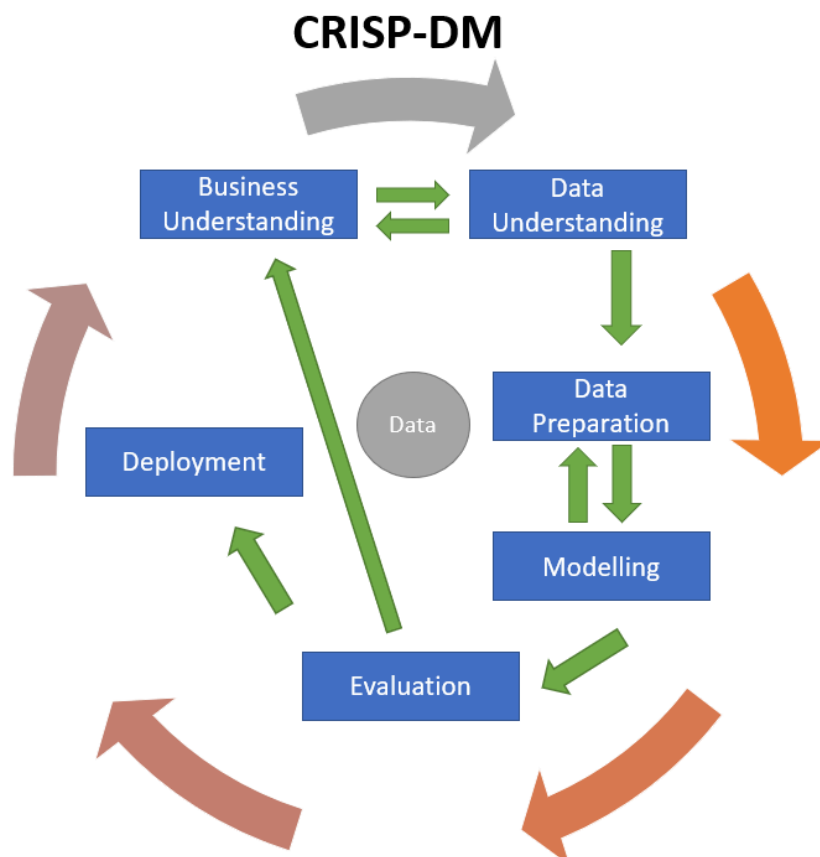 CRISP-DM
Business
Understanding
Data
Understanding
Data
Preparation
Data
Deployment
Modelling
Evaluation